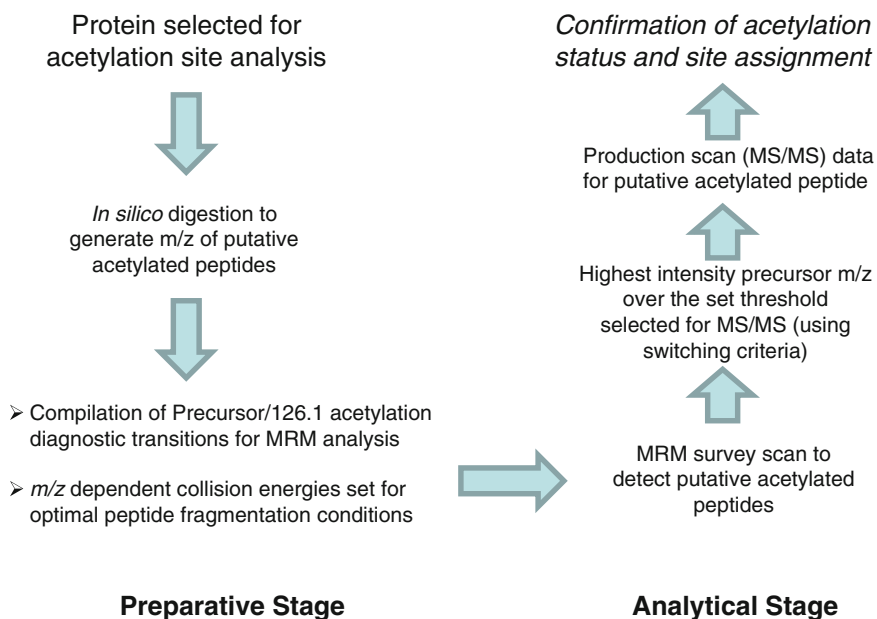 Protein selected for
acetylation site analysis
In silico digestion to
generate m/z of putative
acetylated peptides
➢ Compilation of Precursor/126.1 acetylation
diagnostic transitions for MRM analysis
➢ m/z dependent collision energies set for
optimal peptide fragmentation conditions
Preparative Stage
Confirmation of acetylation
status and site assignment
Production scan (MS/MS) data
for putative acetylated peptide
Highest intensity precursor m/z
over the set threshold
selected for MS/MS (using
switching criteria)
MRM survey scan to
detect putative acetylated
peptides
Analytical Stage